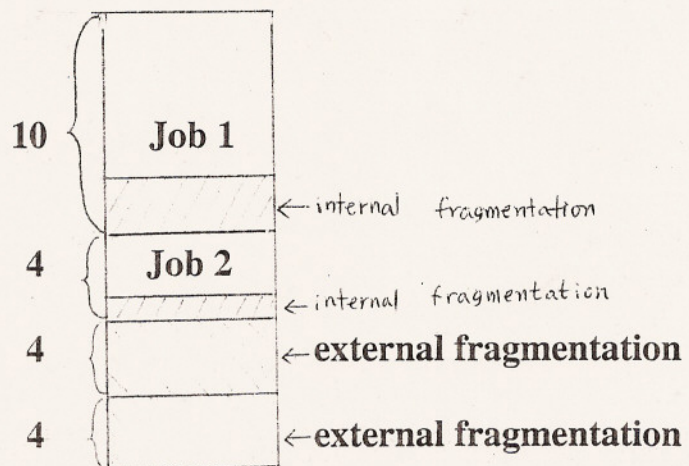 10
Job 1
←internal fragmentation
4
Job 2
←internal fragmentation
4
←external fragmentation
4
←external fragmentation